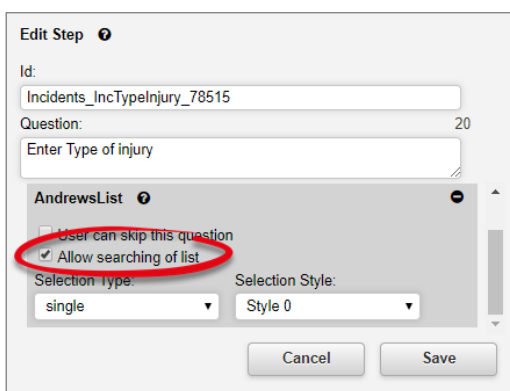 Edit Step
Id:
Incidents_IncTypeInjury_78515
Question: 20
Enter Type of injury
AndrewsList
User can skip this question
Allow searching of list
Selection Type: Selection Style:
single Style 0
Cancel Save